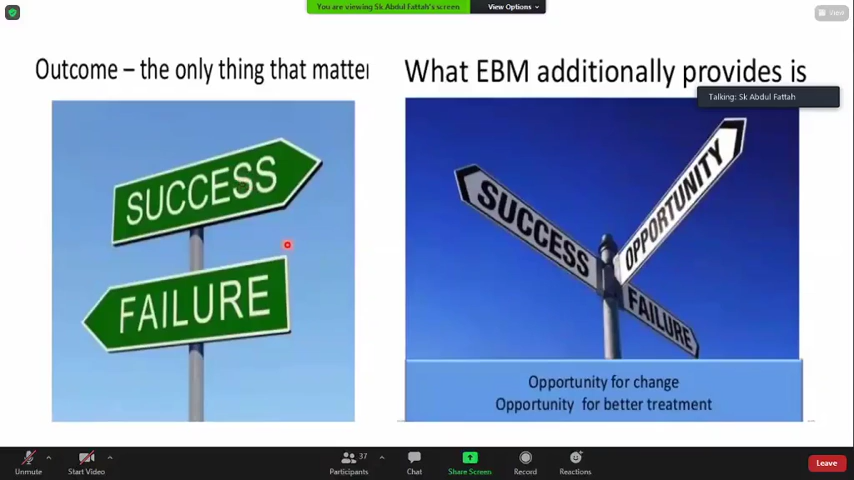 You are viewing Sk Abdul Fattah's screen
View Options
View
Outcome – the only thing that matter
What EBM additionally provides is
Talking: Sk Abdul Fattah
SUCCESS
FAILURE
SUCCESS
OPPORTUNITY
FAILURE
Opportunity for change
Opportunity for better treatment
Unmute
Start Video
37
Participants
Chat
Share Screen
Record
Reactions
Leave